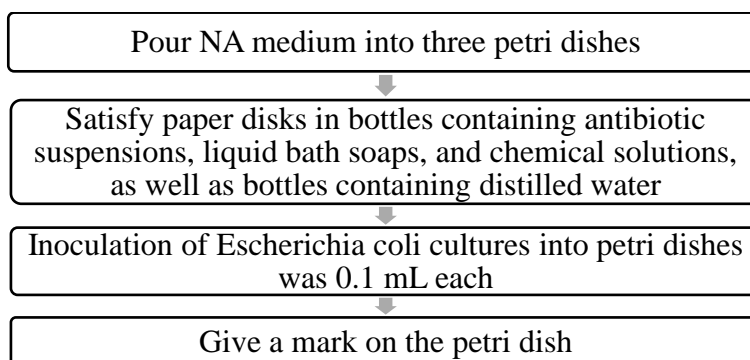 Pour NA medium into three petri dishes
Satisfy paper disks in bottles containing antibiotic
suspensions, liquid bath soaps, and chemical solutions,
as well as bottles containing distilled water
Inoculation of Escherichia coli cultures into petri dishes
was 0.1 mL each
Give a mark on the petri dish